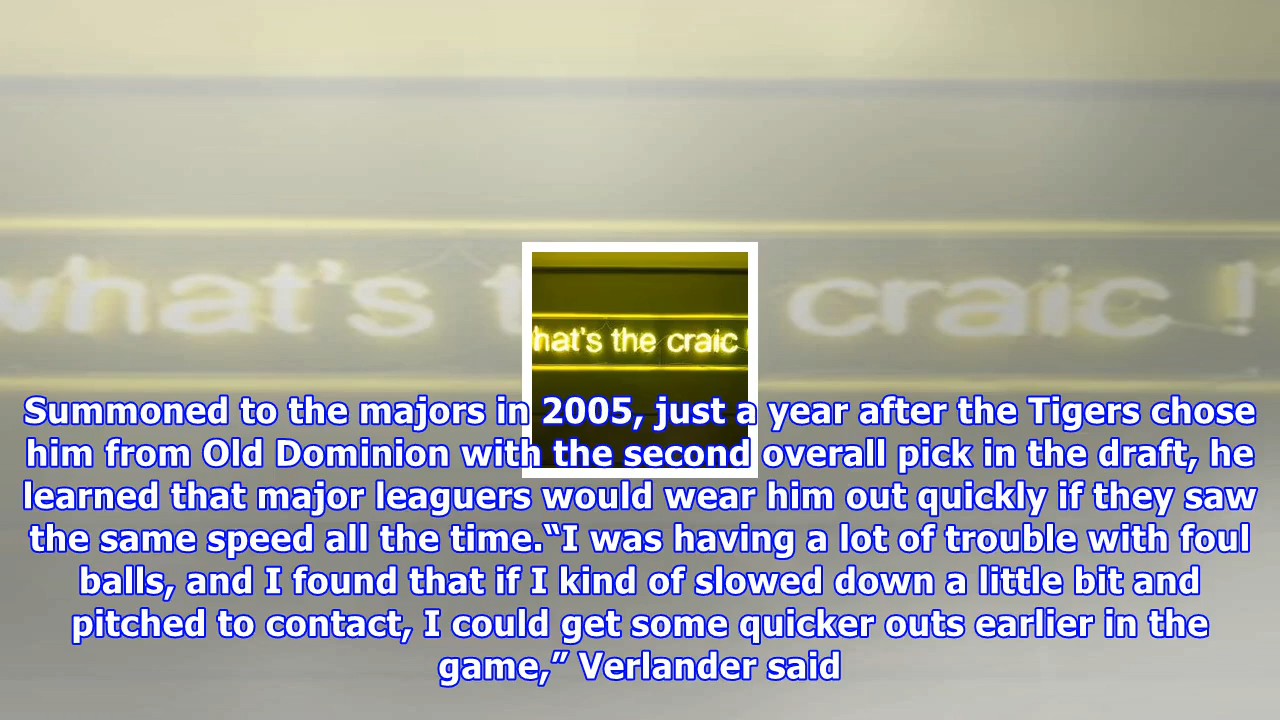 what's t craic !
hat's the craic !
Summoned to the majors in 2005, just a year after the Tigers chose
him from Old Dominion with the second overall pick in the draft, he
learned that major leaguers would wear him out quickly if they saw
the same speed all the time.“I was having a lot of trouble with foul
balls, and I found that if I kind of slowed down a little bit and
pitched to contact, I could get some quicker outs earlier in the
game,” Verlander said